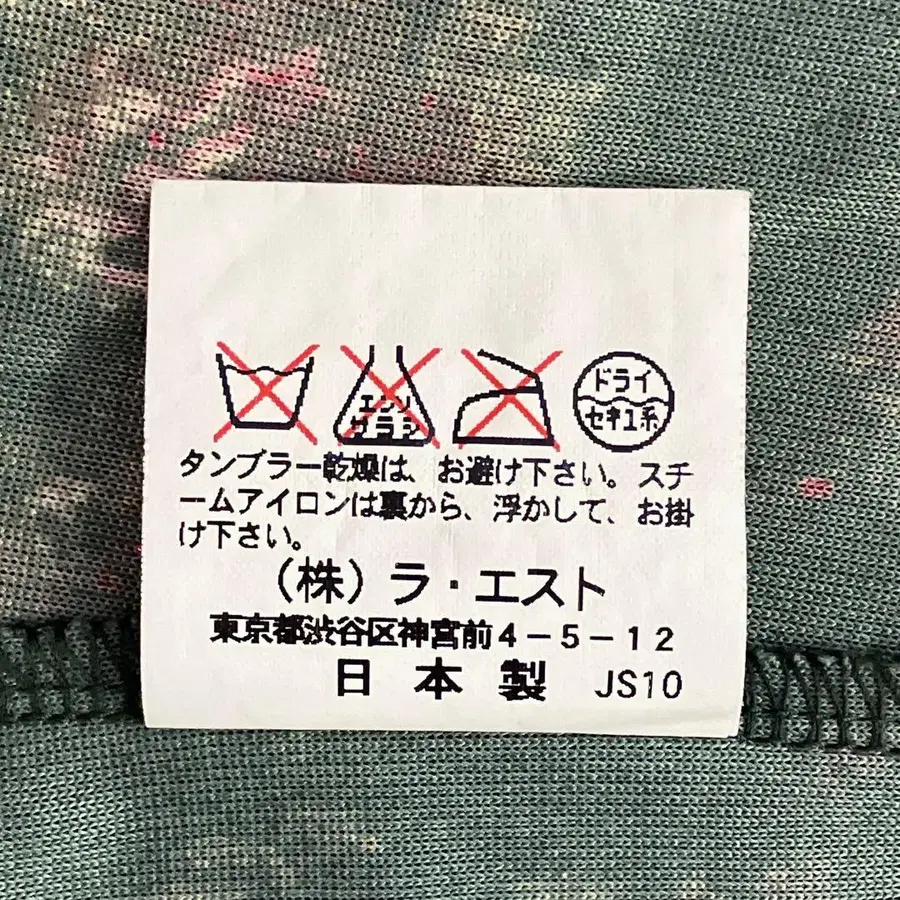 エンソ
サラシ
ドライ
セキユ系
タンブラー乾燥は、お避け下さい。スチ
ームアイロンは裏から、浮かして、お掛
け下さい。
（株）ラ・エスト
東京都渋谷区神宮前4-5-12
日本製 JS10